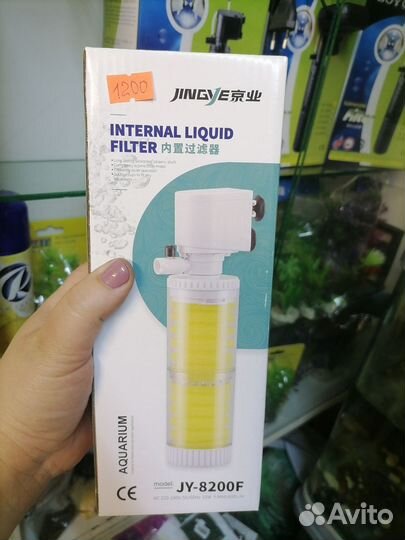 1200
JINGYE京业
INTERNAL LIQUID
FILTER 内置过滤器
AQUARIUM
CE
model: JY-8200F
Avito